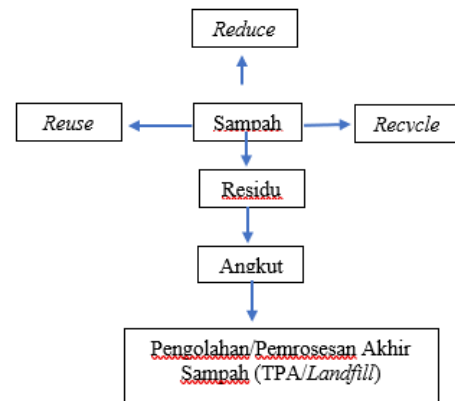 Reduce
Reuse
Sampah
Recycle
Residu
Angkut
Pengolahan/Pemrosesan Akhir
Sampah (TPA/Landfill)